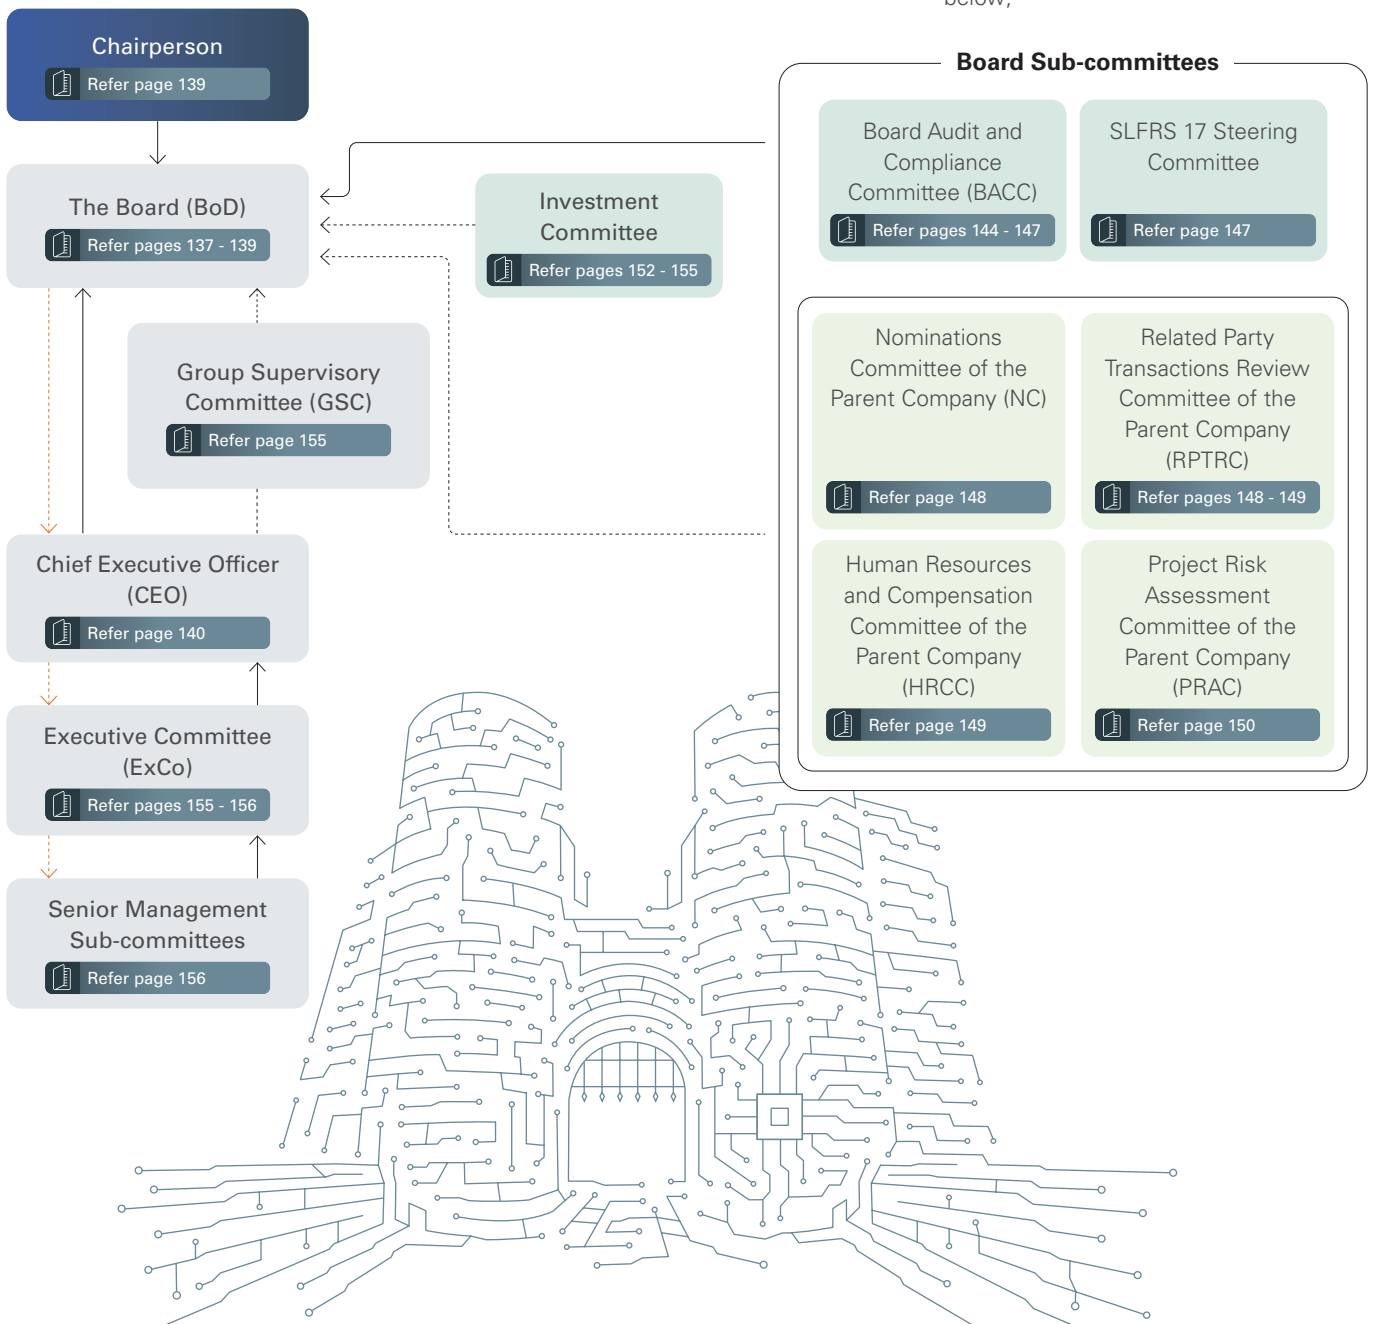 below;
Chairperson
Refer page 139
The Board (BoD)
Refer pages 137 - 139
Group Supervisory
Committee (GSC)
Refer page 155
Chief Executive Officer
(CEO)
Refer page 140
Executive Committee
(ExCo)
Refer pages 155 - 156
Senior Management
Sub-committees
Refer page 156
Investment
Committee
Refer pages 152 - 155
Board Sub-committees
Board Audit and
Compliance
Committee (BACC)
Refer pages 144 - 147
SLFRS 17 Steering
Committee
Refer page 147
Nominations
Committee of the
Parent Company (NC)
Refer page 148
Related Party
Transactions Review
Committee of the
Parent Company
(RPTRC)
Refer pages 148 - 149
Human Resources
and Compensation
Committee of the
Parent Company
(HRCC)
Refer page 149
Project Risk
Assessment
Committee of the
Parent Company
(PRAC)
Refer page 150